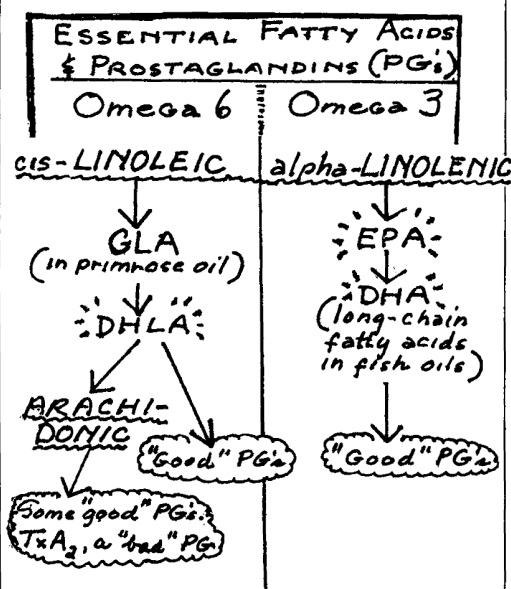 ESSENTIAL FATTY ACIDS
& PROSTAGLANDINS (PG's)
Omega 6
cis-LINOLEIC
GLA
(in primrose oil)
DHLA
ARACHI-
DONIC
"Good" PG's
Some "good" PG's.
TxA2, a "bad" PG
Omega 3
alpha-LINOLENIC
EPA
DHA
(long-chain
fatty acids
in fish oils)
"Good" PG's